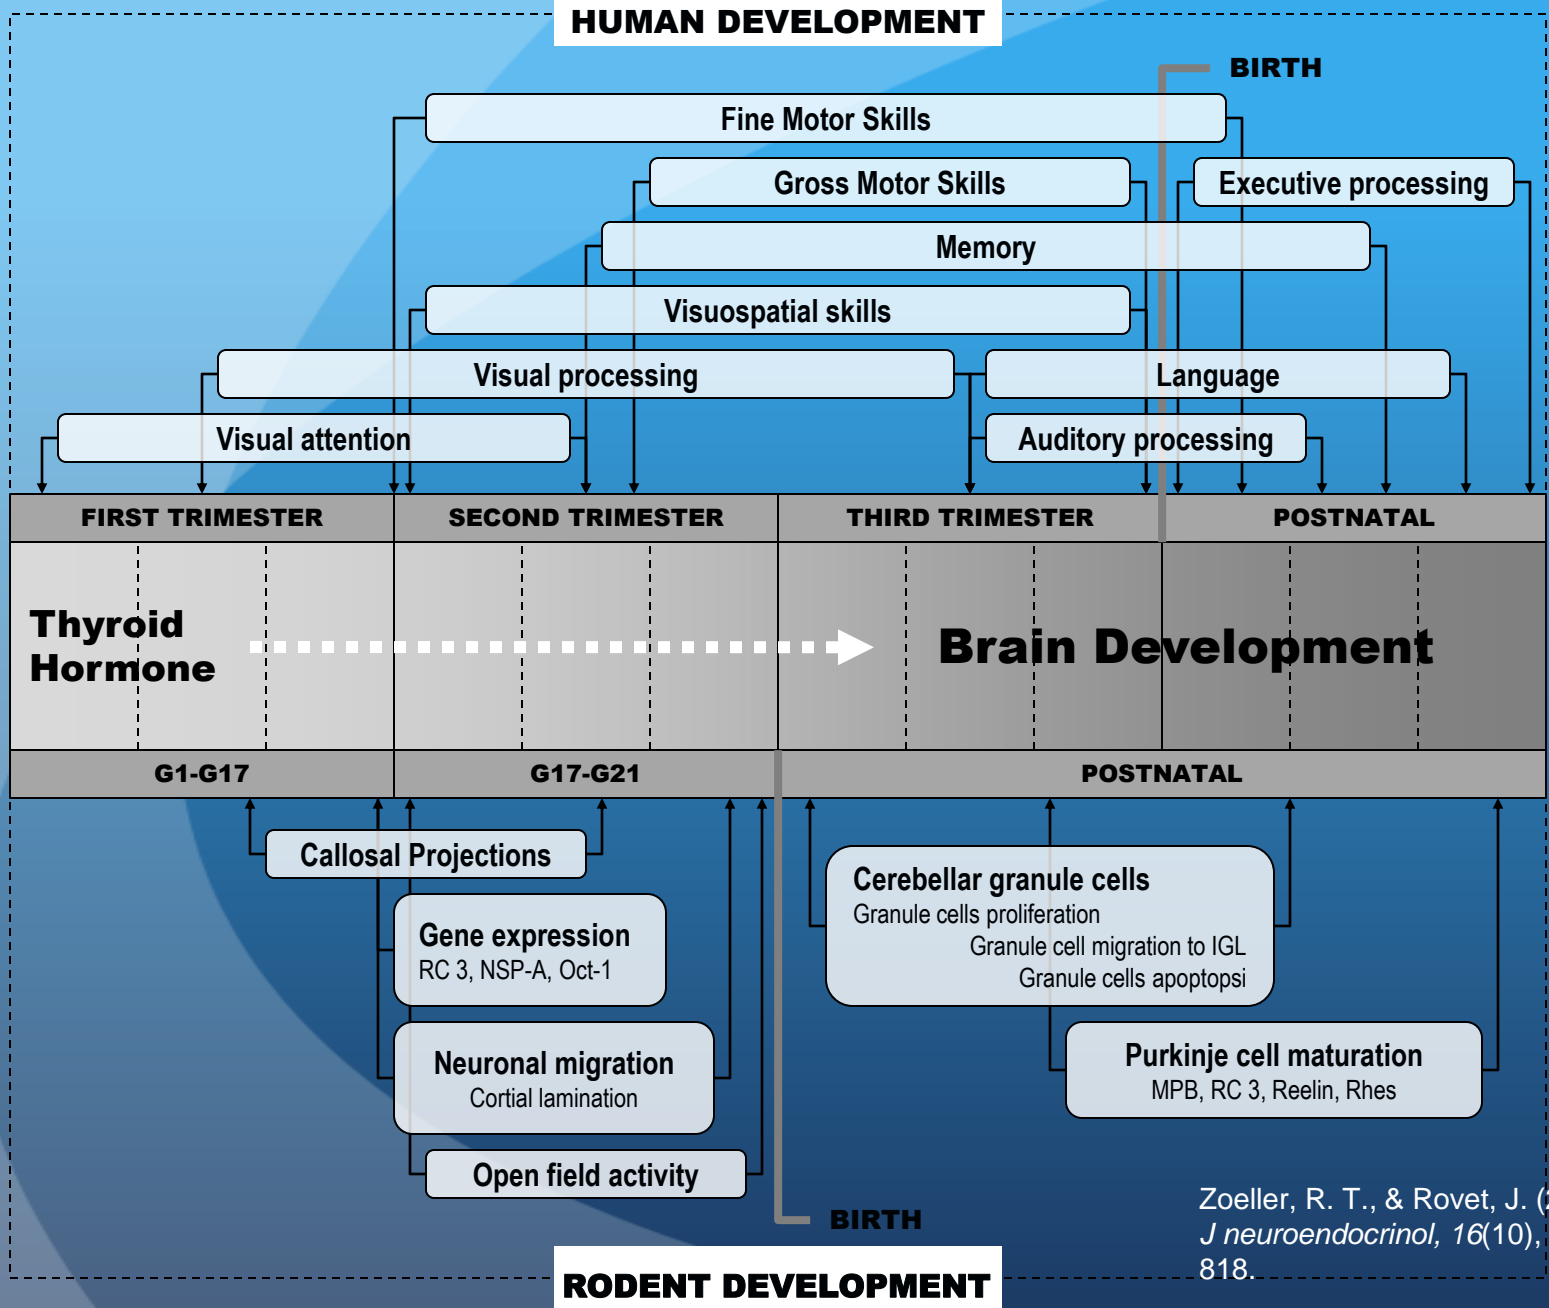 HUMAN DEVELOPMENT
BIRTH
Fine Motor Skills
Gross Motor Skills
Executive processing
Memory
Visuospatial skills
Visual processing
Language
Visual attention
Auditory processing
FIRST TRIMESTER
SECOND TRIMESTER
THIRD TRIMESTER
POSTNATAL
Thyroid
Hormone
Brain Development
G1-G17
G17-G21
POSTNATAL
Callosal Projections
Gene expression
RC 3, NSP-A, Oct-1
Neuronal migration
Cortial lamination
Open field activity
Cerebellar granule cells
Granule cells proliferation
Granule cell migration to IGL
Granule cells apoptopsi
Purkinje cell maturation
MPB, RC 3, Reelin, Rhes
BIRTH
Zoeller, R. T., & Rovet, J. (
J neuroendocrinol, 16(10),
818.
RODENT DEVELOPMENT